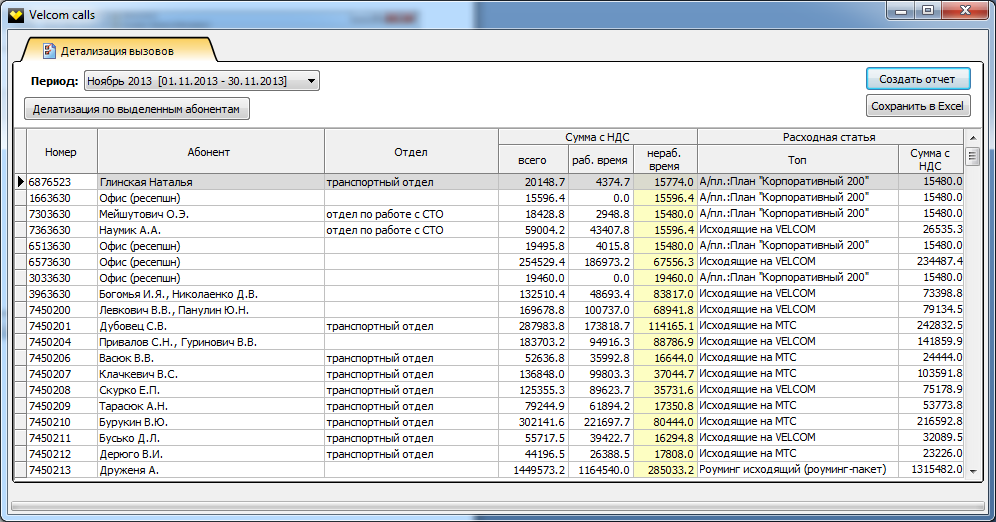 Velcom calls
Детализация вызовов
Период: Ноябрь 2013 [01.11.2013 - 30.11.2013]
Создать отчет
Делатизация по выделенным абонентам
Сохранить в Excel
Номер Абонент Отдел Сумма с НДС Расходная статья
всего раб. время нераб. время Топ Сумма с НДС
6876523 Глинская Наталья транспортный отдел 20148.7 4374.7 15774.0 А/пл.:План "Корпоративный 200" 15480.0
1663630 Офис (ресепшн) 15596.4 0.0 15596.4 А/пл.:План "Корпоративный 200" 15480.0
7303630 Мейшутович О.Э. отдел по работе с СТО 18428.8 2948.8 15480.0 А/пл.:План "Корпоративный 200" 15480.0
7363630 Наумик А.А. отдел по работе с СТО 59004.2 43407.8 15596.4 Исходящие на VELCOM 26535.3
6513630 Офис (ресепшн) 19495.8 4015.8 15480.0 А/пл.:План "Корпоративный 200" 15480.0
6573630 Офис (ресепшн) 254529.4 186973.2 67556.3 Исходящие на VELCOM 234487.4
3033630 Офис (ресепшн) 19460.0 0.0 19460.0 А/пл.:План "Корпоративный 200" 15480.0
3963630 Богомья И.Я., Николаенко Д.В. 132510.4 48693.4 83817.0 Исходящие на VELCOM 73398.8
7450200 Левкович В.В., Панулин Ю.Н. 169678.8 100737.0 68941.8 Исходящие на VELCOM 79134.5
7450201 Дубовец С.В. транспортный отдел 287983.8 173818.7 114165.1 Исходящие на МТС 242832.5
7450204 Привалов С.Н., Гуринович В.В. 183703.2 94916.3 88786.9 Исходящие на VELCOM 141859.9
7450206 Васюк В.В. транспортный отдел 52636.8 35992.8 16644.0 Исходящие на МТС 24444.0
7450207 Клачкевич В.С. транспортный отдел 136848.0 99803.3 37044.7 Исходящие на МТС 103591.8
7450208 Скурко Е.П. транспортный отдел 125355.3 89623.7 35731.6 Исходящие на VELCOM 75178.9
7450209 Тарасюк А.Н. транспортный отдел 79244.9 61894.2 17350.8 Исходящие на МТС 53773.8
7450210 Бурукин В.Ю. транспортный отдел 302141.6 221697.7 80444.0 Исходящие на МТС 216592.8
7450211 Бусько Д.Л. транспортный отдел 55717.5 39422.7 16294.8 Исходящие на VELCOM 32089.5
7450212 Дерюго В.И. транспортный отдел 44196.5 26388.5 17808.0 Исходящие на МТС 23226.0
7450213 Друженя А. 1449573.2 1164540.0 285033.2 Роуминг исходящий (роуминг-пакет) 1315482.0